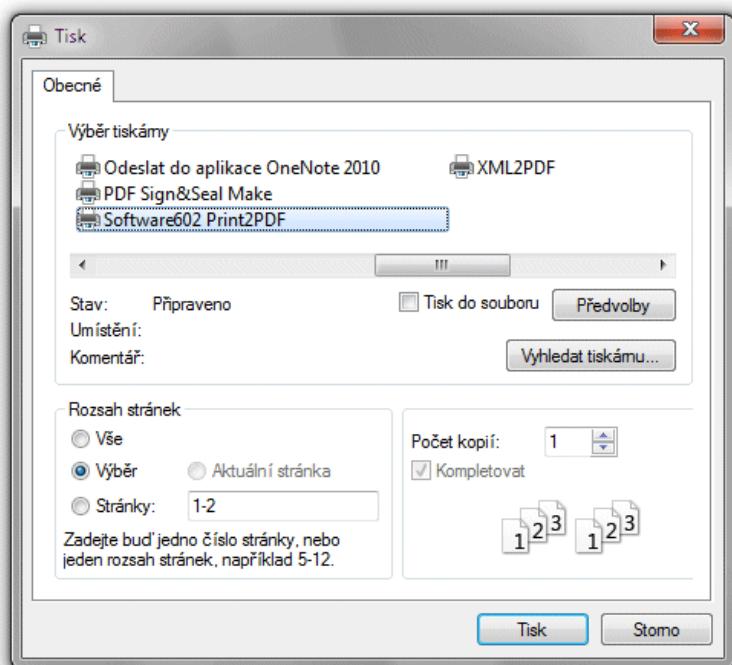 Tisk
Obecné
Výběr tiskárny
Odeslat do aplikace OneNote 2010
XML2PDF
PDF Sign&Seal Make
Software602 Print2PDF
Stav: Připraveno
Tisk do souboru
Předvolby
Umístění:
Komentář:
Vyhledat tiskárnu...
Rozsah stránek
Vše
Výběr
Aktuální stránka
Stránky: 1-2
Zadejte buď jedno číslo stránky, nebo
jeden rozsah stránek, například 5-12.
Počet kopií: 1
Kompletovat
1 2 3 1 2 3
Tisk
Storno